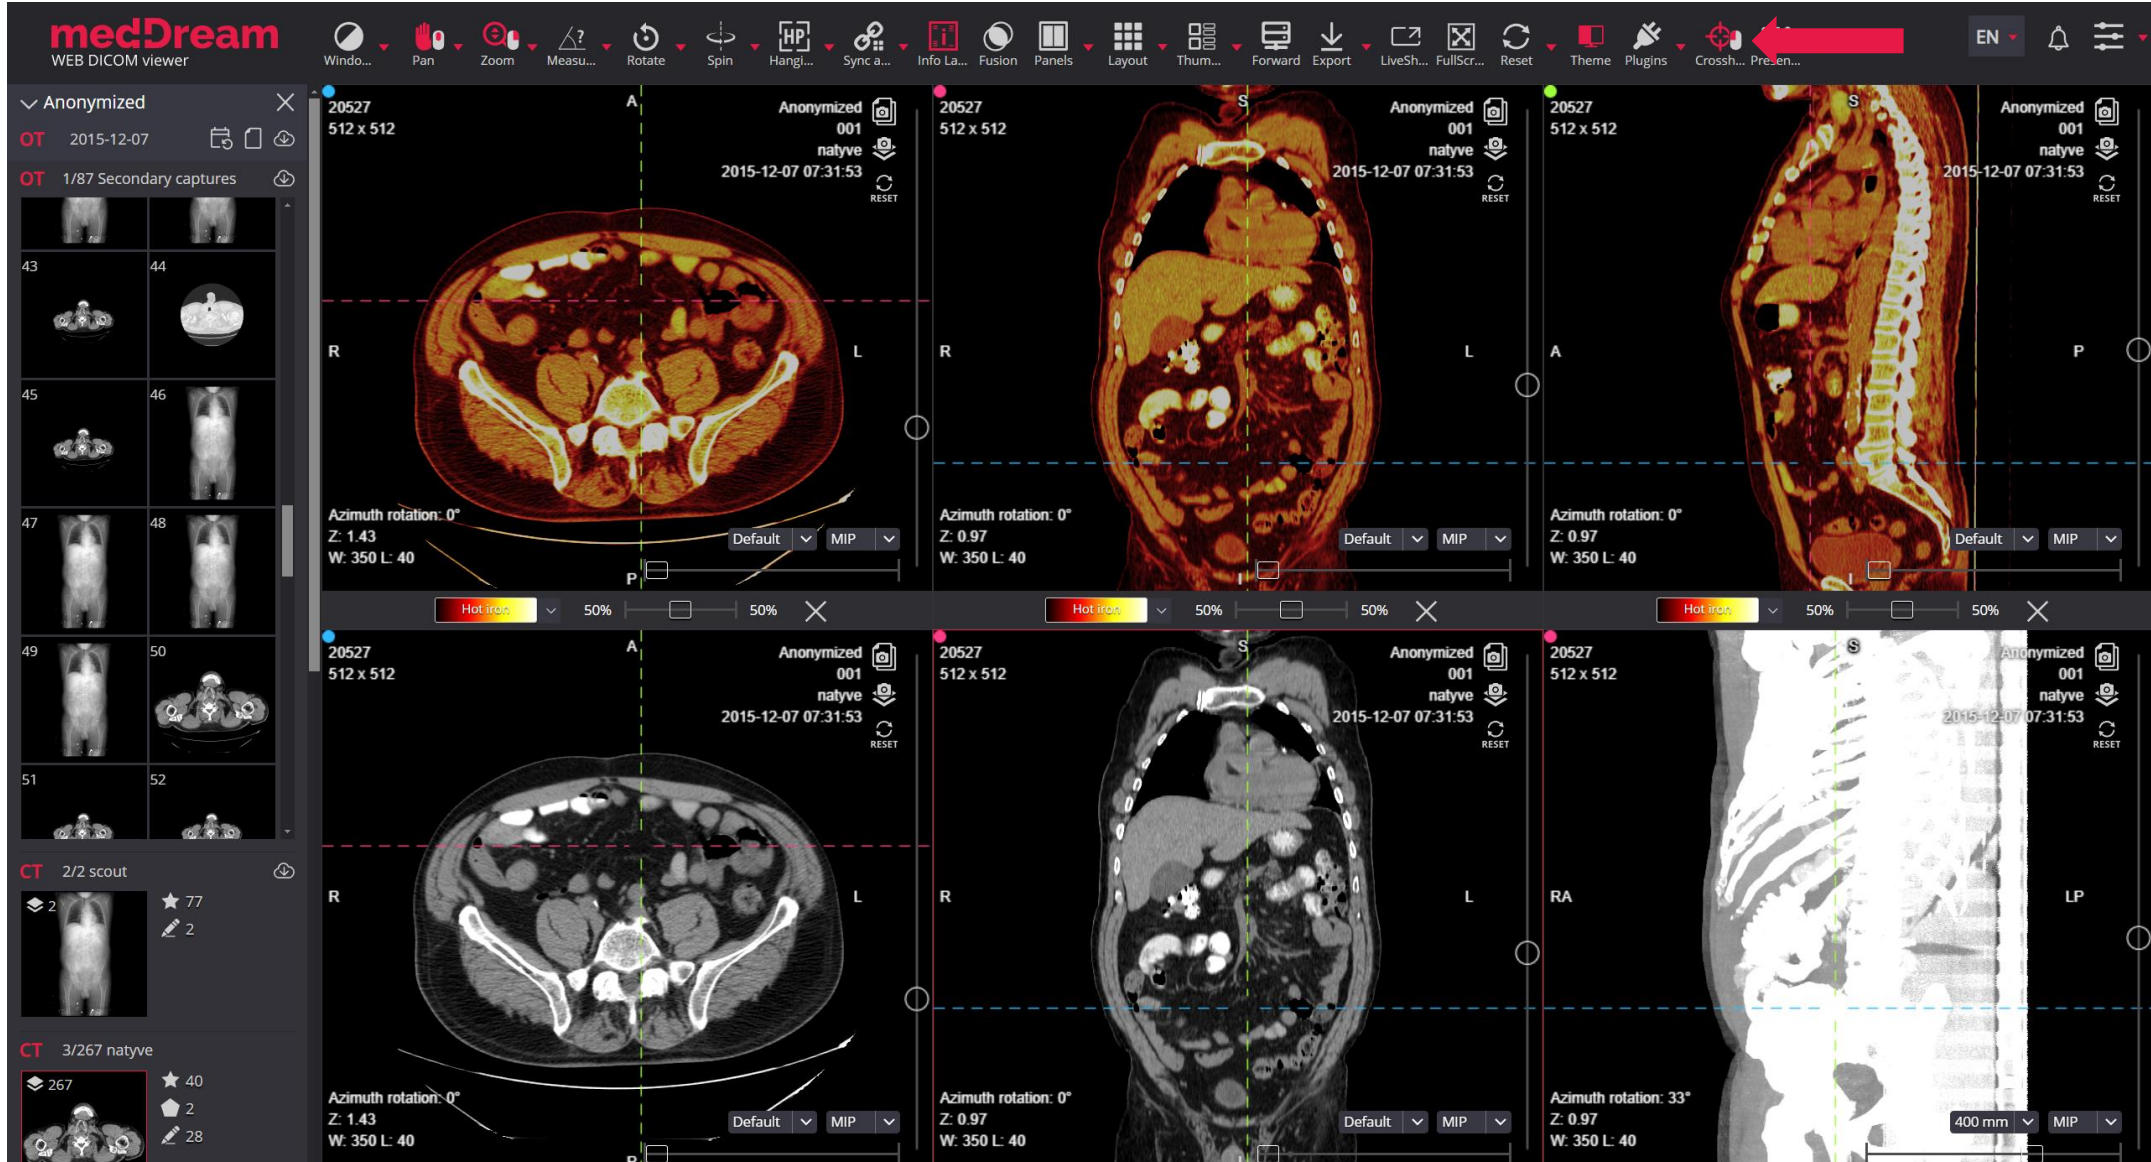 medDream
WEB DICOM viewer
Windo...
Pan
Zoom
Measu...
Rotate
Spin
HP
Hangi...
Sync a...
Info La...
Fusion
Panels
Layout
Thum...
Forward
Export
LiveSh...
FullScr...
Reset
Theme
Plugins
Crossh...
Presen...
EN
Anonymized
OT 2015-12-07
OT 1/87 Secondary captures
43 44
45 46
47 48
49 50
51 52
CT 2/2 scout
2
77
2
CT 3/267 natyve
267
40
2
28
20527
512 x 512
A
Anonymized
001
natyve
2015-12-07 07:31:53
RESET
R
L
Azimuth rotation: 0°
Z: 1.43
W: 350 L: 40
Default
MIP
P
Hot iron
50%
50%
20527
512 x 512
S
Anonymized
001
natyve
2015-12-07 07:31:53
RESET
R
L
Azimuth rotation: 0°
Z: 0.97
W: 350 L: 40
Default
MIP
I
Hot iron
50%
50%
20527
512 x 512
S
Anonymized
001
natyve
2015-12-07 07:31:53
RESET
A
P
Azimuth rotation: 0°
Z: 0.97
W: 350 L: 40
Default
MIP
I
Hot iron
50%
50%
20527
512 x 512
A
Anonymized
001
natyve
2015-12-07 07:31:53
RESET
R
L
Azimuth rotation: 0°
Z: 1.43
W: 350 L: 40
Default
MIP
P
20527
512 x 512
S
Anonymized
001
natyve
2015-12-07 07:31:53
RESET
R
L
Azimuth rotation: 0°
Z: 0.97
W: 350 L: 40
Default
MIP
I
20527
512 x 512
S
Anonymized
001
natyve
2015-12-07 07:31:53
RESET
RA
LP
Azimuth rotation: 33°
Z: 0.97
W: 350 L: 40
400 mm
MIP